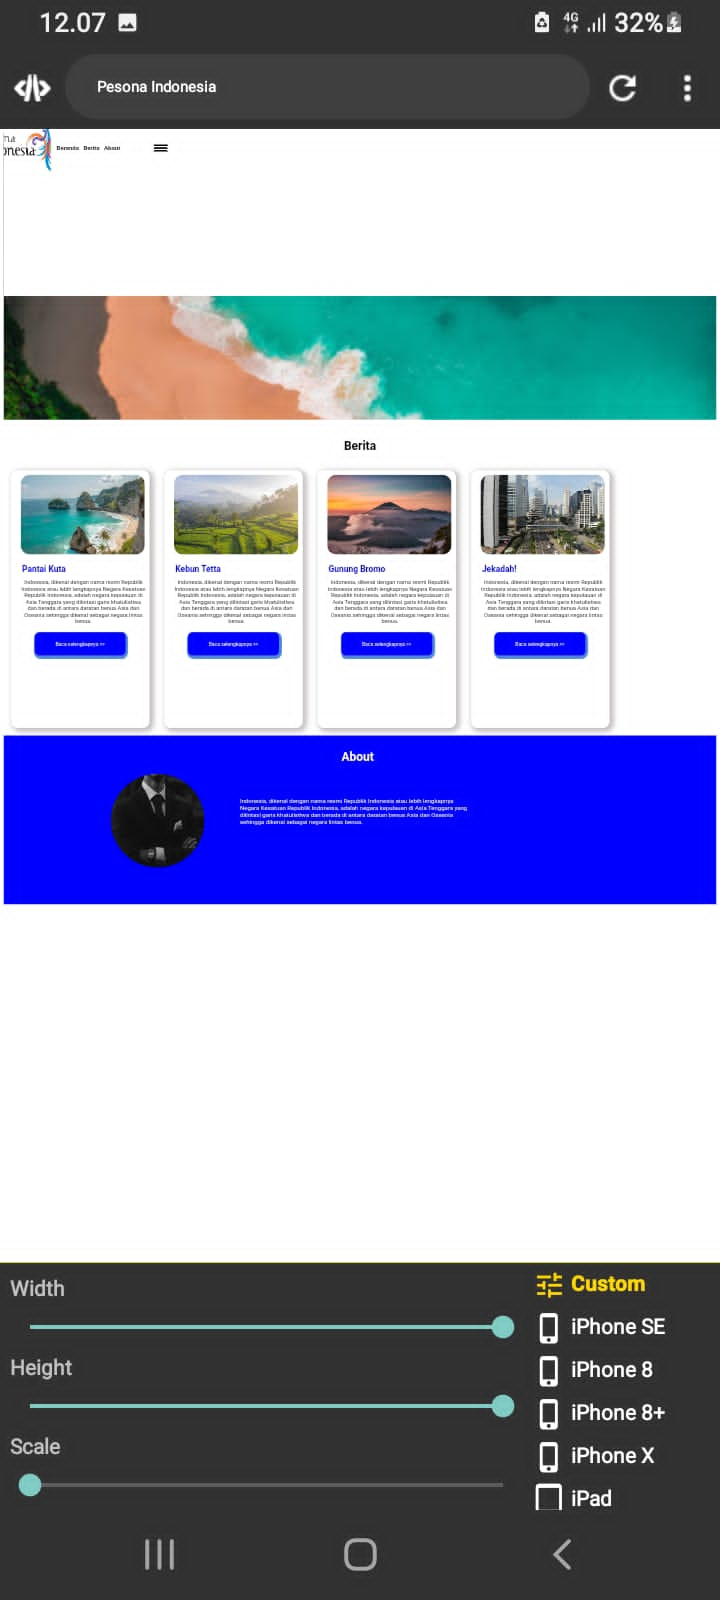 12.07
4G
32%
Pesona Indonesia
na
onesia
Beranda Berita About
Berita
Pantai Kuta
Indonesia, dikenal dengan nama resmi Republik
Indonesia atau lebih lengkapnya Negara Kesatuan
Republik Indonesia, adalah negara kepulauan di
Asia Tenggara yang dilintasi garis khatulistiwa
dan berada di antara daratan benua Asia dan
Oseania sehingga dikenal sebagai negara lintas
benua.
Baca selengkapnya >>
Kebun Tetta
Indonesia, dikenal dengan nama resmi Republik
Indonesia atau lebih lengkapnya Negara Kesatuan
Republik Indonesia, adalah negara kepulauan di
Asia Tenggara yang dilintasi garis khatulistiwa
dan berada di antara daratan benua Asia dan
Oseania sehingga dikenal sebagai negara lintas
benua.
Baca selengkapnya >>
Gunung Bromo
Indonesia, dikenal dengan nama resmi Republik
Indonesia atau lebih lengkapnya Negara Kesatuan
Republik Indonesia, adalah negara kepulauan di
Asia Tenggara yang dilintasi garis khatulistiwa
dan berada di antara daratan benua Asia dan
Oseania sehingga dikenal sebagai negara lintas
benua.
Baca selengkapnya >>
Jekadah!
Indonesia, dikenal dengan nama resmi Republik
Indonesia atau lebih lengkapnya Negara Kesatuan
Republik Indonesia, adalah negara kepulauan di
Asia Tenggara yang dilintasi garis khatulistiwa
dan berada di antara daratan benua Asia dan
Oseania sehingga dikenal sebagai negara lintas
benua.
Baca selengkapnya >>
About
Indonesia, dikenal dengan nama resmi Republik Indonesia atau lebih lengkapnya
Negara Kesatuan Republik Indonesia, adalah negara kepulauan di Asia Tenggara yang
dilintasi garis khatulistiwa dan berada di antara daratan benua Asia dan Oseania
sehingga dikenal sebagai negara lintas benua.
Width
Height
Scale
Custom
iPhone SE
iPhone 8
iPhone 8+
iPhone X
iPad